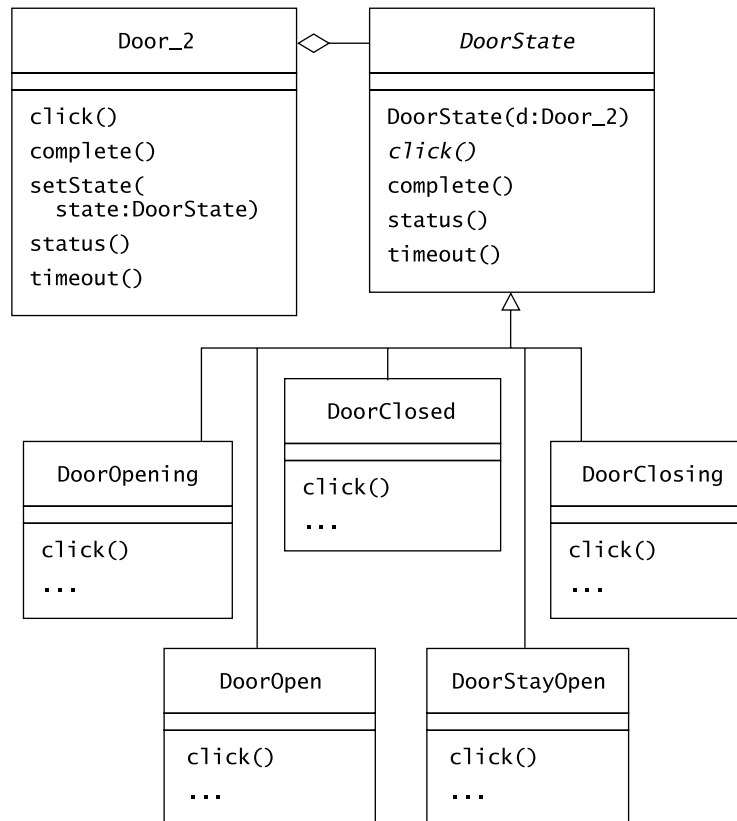 Door_2
click()
complete()
setState(
state:DoorState)
status()
timeout()
DoorState
DoorState(d:Door_2)
click()
complete()
status()
timeout()
DoorClosed
click()
...
DoorOpening
click()
...
DoorClosing
click()
...
DoorOpen
click()
...
DoorStayOpen
click()
...